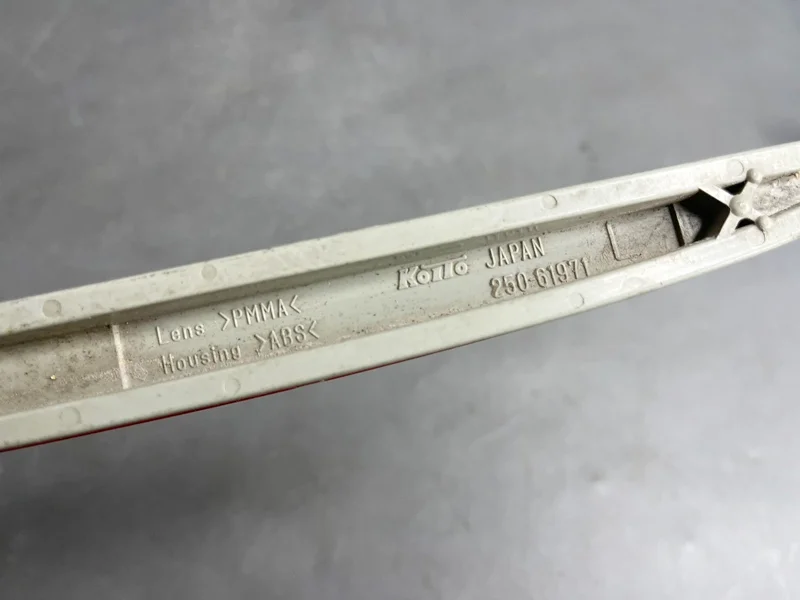 Lens >PMMA<
Housing >ABS<
KOITO JAPAN
250-61971